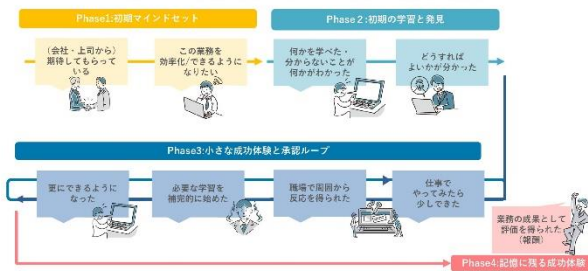 Phase1:初期マインドセット
Phase2:初期の学習と発見
(会社・上司から)
期待してもらって
いる
この業務を
効率化/できるように
なりたい
何かを学べた・
分からないことが
何かがわかった
どうすれば
よいかが分かった
Phase3:小さな成功体験と承認ループ
更にできるように
なった
必要な学習を
補完的に始めた
職場で周囲から
反応を得られた
仕事で
やってみたら
少しできた
業務の成果として
評価を得られた
(報酬)
Phase4:記憶に残る成功体験